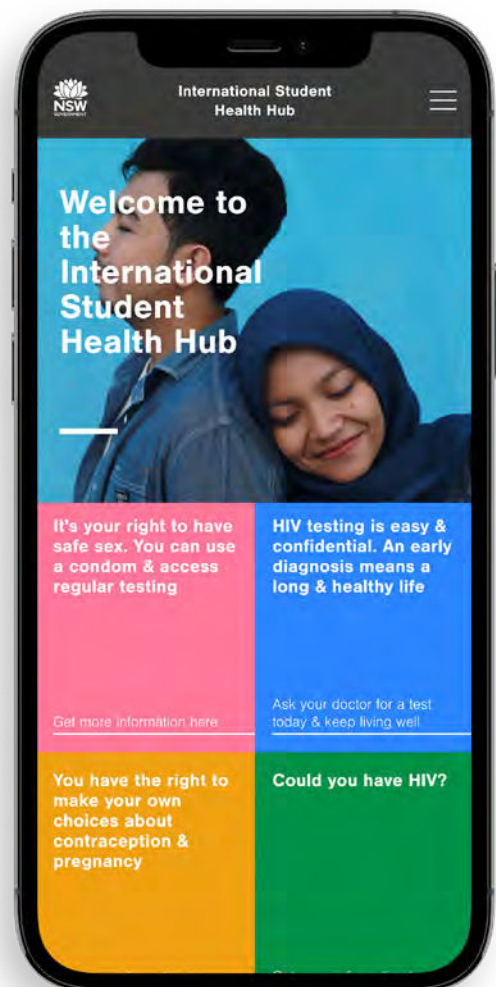 NSW
GOVERNMENT
International Student
Health Hub
Welcome to
the
International
Student
Health Hub
It's your right to have
safe sex. You can use
a condom & access
regular testing
Get more information here
HIV testing is easy &
confidential. An early
diagnosis means a
long & healthy life
Ask your doctor for a test
today & keep living well
You have the right to
make your own
choices about
contraception &
pregnancy
Could you have HIV?